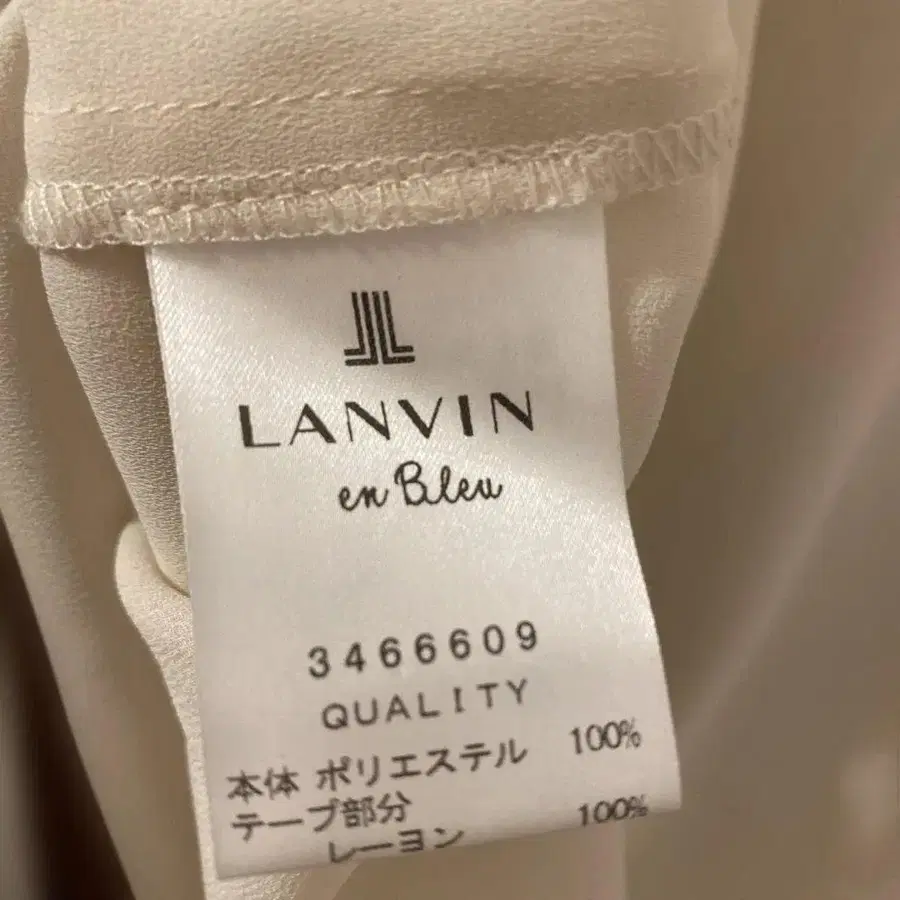 LANVIN
en Bleu
3466609
QUALITY
本体 ポリエステル 100%
テープ部分
レーヨン 100%